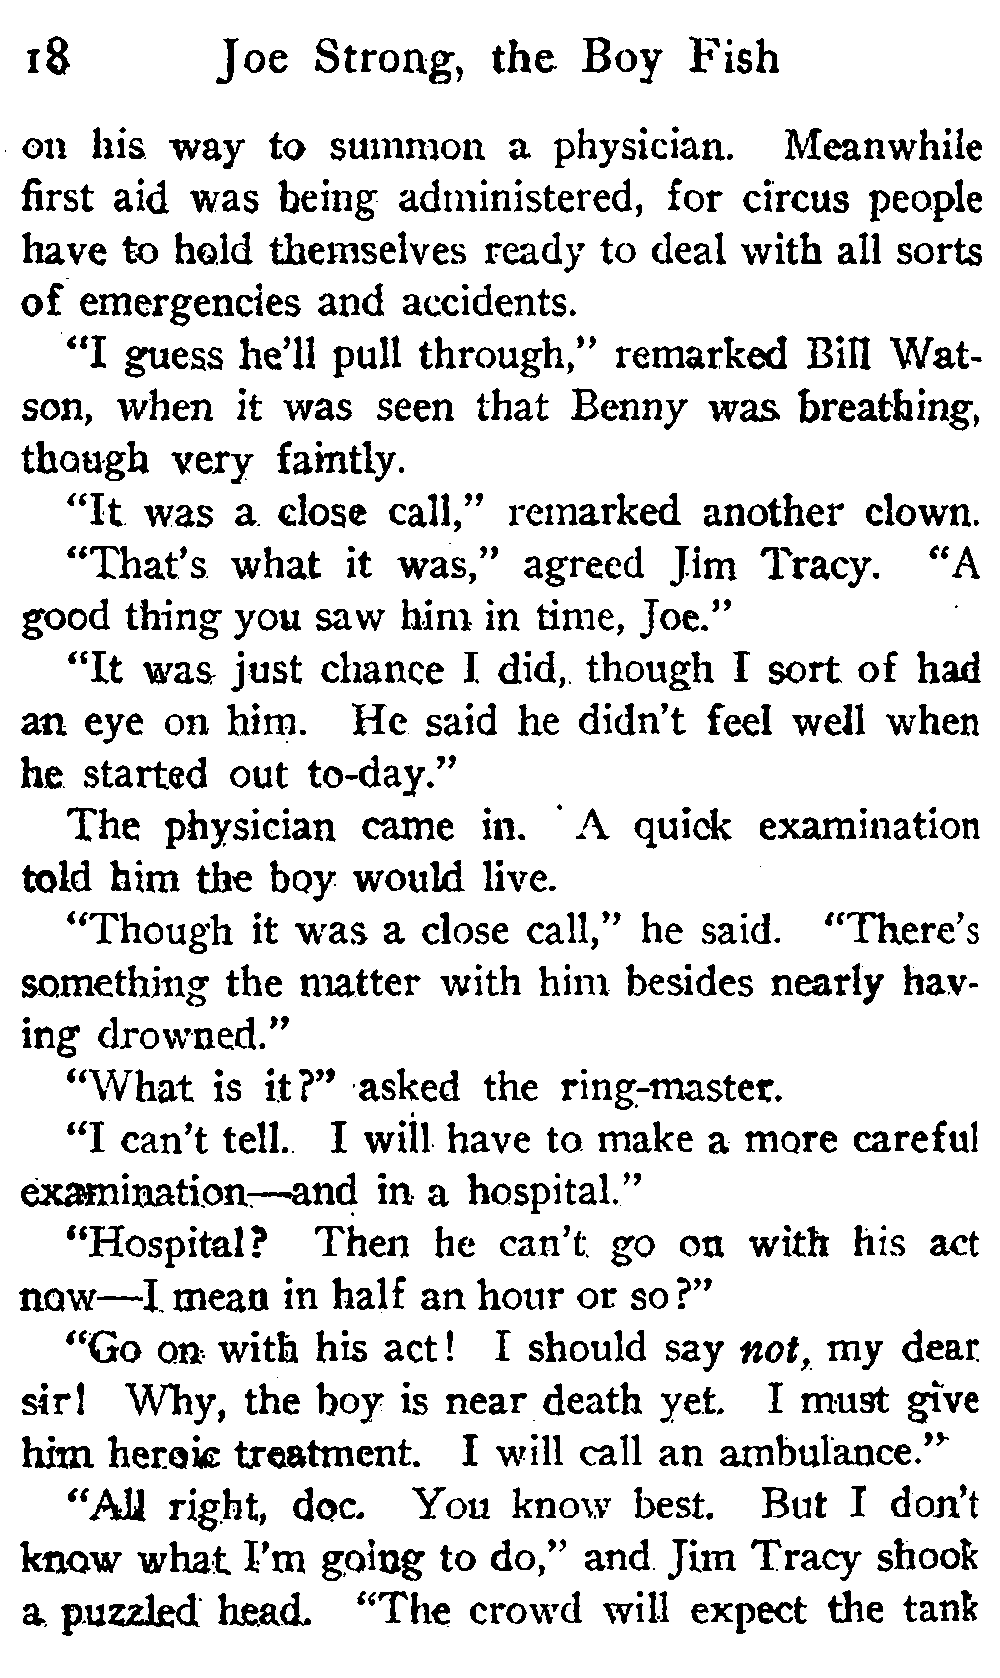 18 Joe Strong, the Boy Fish
on his way to summon a physician. Meanwhile
first aid was being administered, for circus people
have to hold themselves ready to deal with all sorts
of emergencies and accidents.
"I guess he'll pull through," remarked Bill Wat-
son, when it was seen that Benny was breathing,
though very faintly.
"It was a close call," remarked another clown.
"That's what it was," agreed Jim Tracy. "A
good thing you saw him in time, Joe."
"It was just chance I did, though I sort of had
an eye on him. He said he didn't feel well when
he started out to-day."
The physician came in. A quick examination
told him the boy would live.
"Though it was a close call," he said. "There's
something the matter with him besides nearly hav-
ing drowned."
"What is it?" asked the ring-master.
"I can't tell. I will have to make a more careful
examination—and in a hospital."
"Hospital? Then he can't go on with his act
now—I mean in half an hour or so?"
"Go on with his act! I should say not, my dear
sir! Why, the boy is near death yet. I must give
him heroic treatment. I will call an ambulance."
"All right, doc. You know best. But I don't
know what I'm going to do," and Jim Tracy shook
a puzzled head. "The crowd will expect the tank